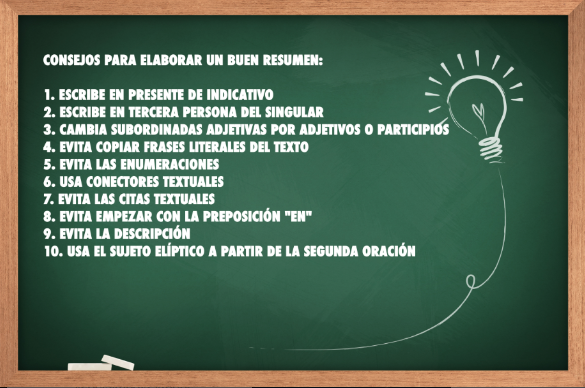 CONSEJOS PARA ELABORAR UN BUEN RESUMEN:
1. ESCRIBE EN PRESENTE DE INDICATIVO
2. ESCRIBE EN TERCERA PERSONA DEL SINGULAR
3. CAMBIA SUBORDINADAS ADJETIVAS POR ADJETIVOS O PARTICIPIOS
4. EVITA COPIAR FRASES LITERALES DEL TEXTO
5. EVITA LAS ENUMERACIONES
6. USA CONECTORES TEXTUALES
7. EVITA LAS CITAS TEXTUALES
8. EVITA EMPEZAR CON LA PREPOSICIÓN "EN"
9. EVITA LA DESCRIPCIÓN
10. USA EL SUJETO ELÍPTICO A PARTIR DE LA SEGUNDA ORACIÓN